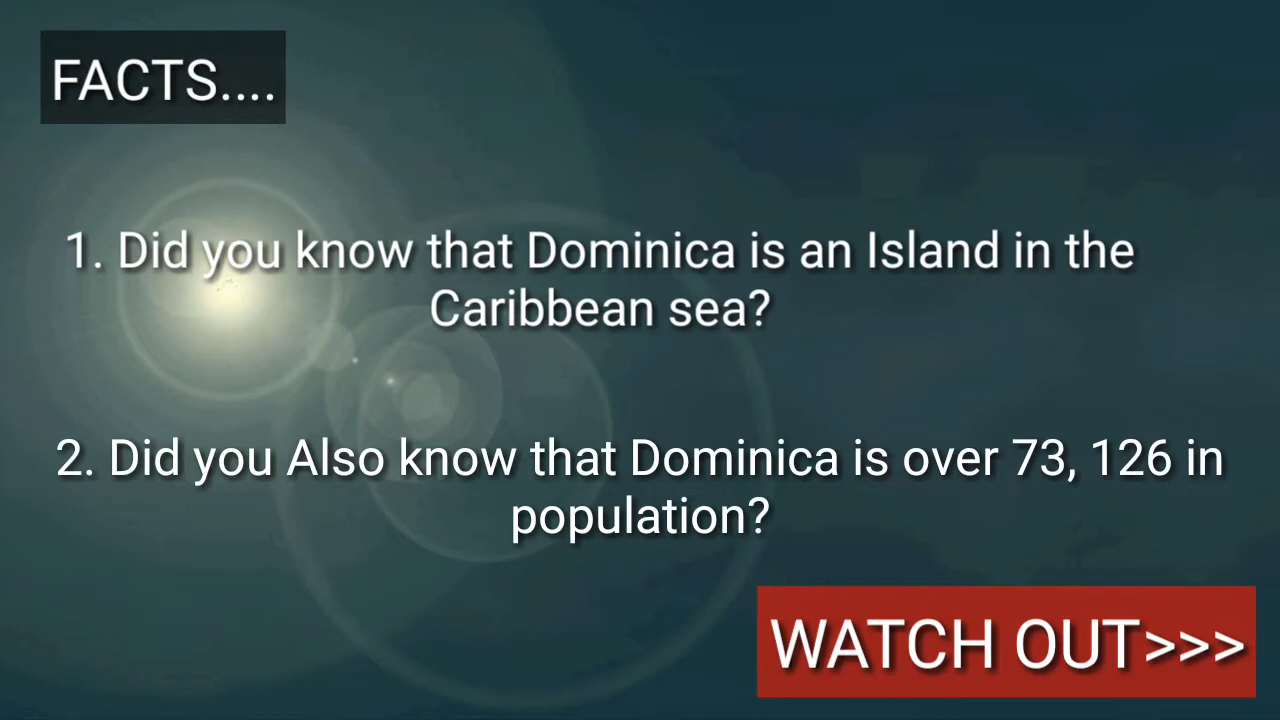 FACTS....
1. Did you know that Dominica is an Island in the
Caribbean sea?
2. Did you Also know that Dominica is over 73, 126 in
population?
WATCH OUT>>>